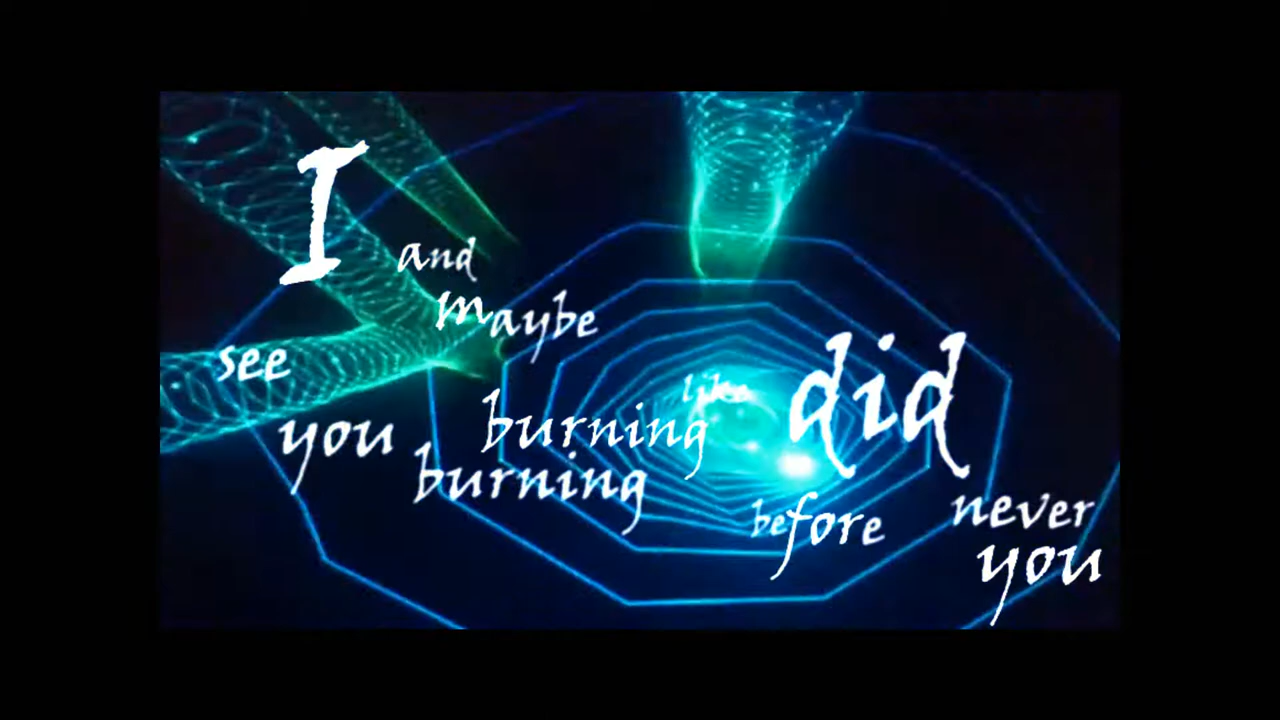 I
and
maybe
see
like
did
you
burning
burning
before
never
you